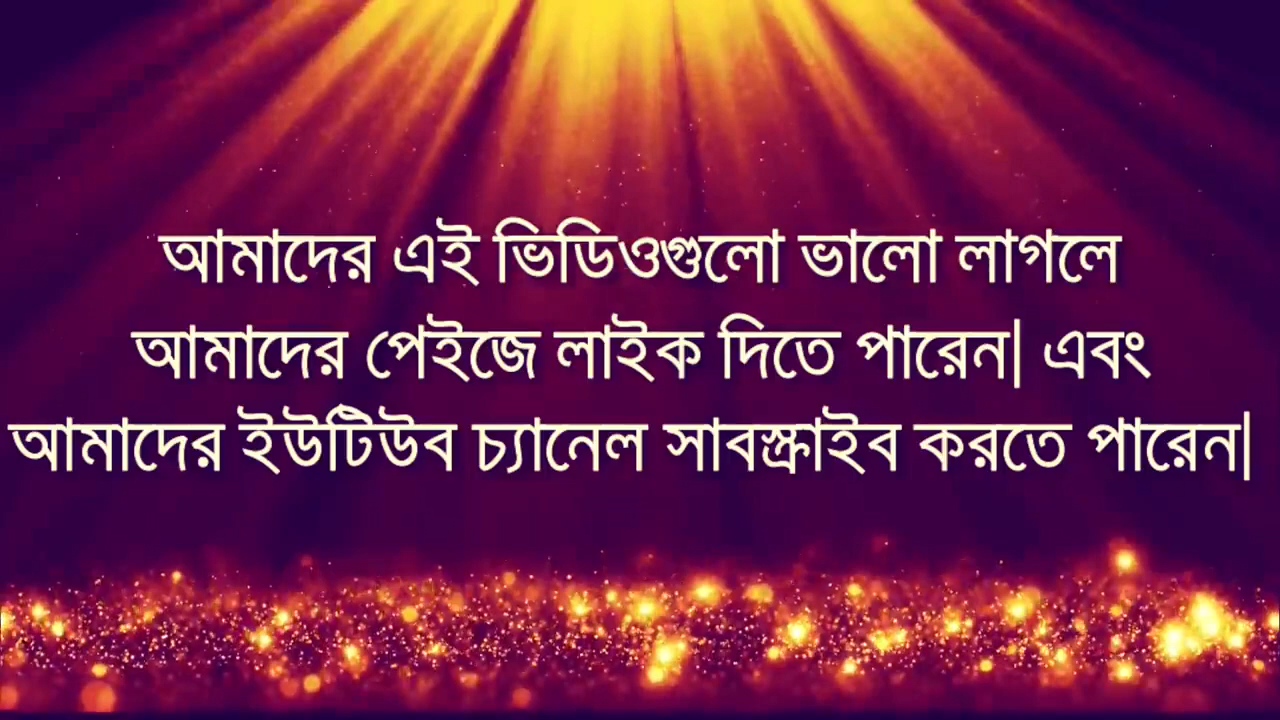 আমাদের এই ভিডিওগুলো ভালো লাগলে
আমাদের পেইজে লাইক দিতে পারেন| এবং
আমাদের ইউটিউব চ্যানেল সাবস্ক্রাইব করতে পারেন|